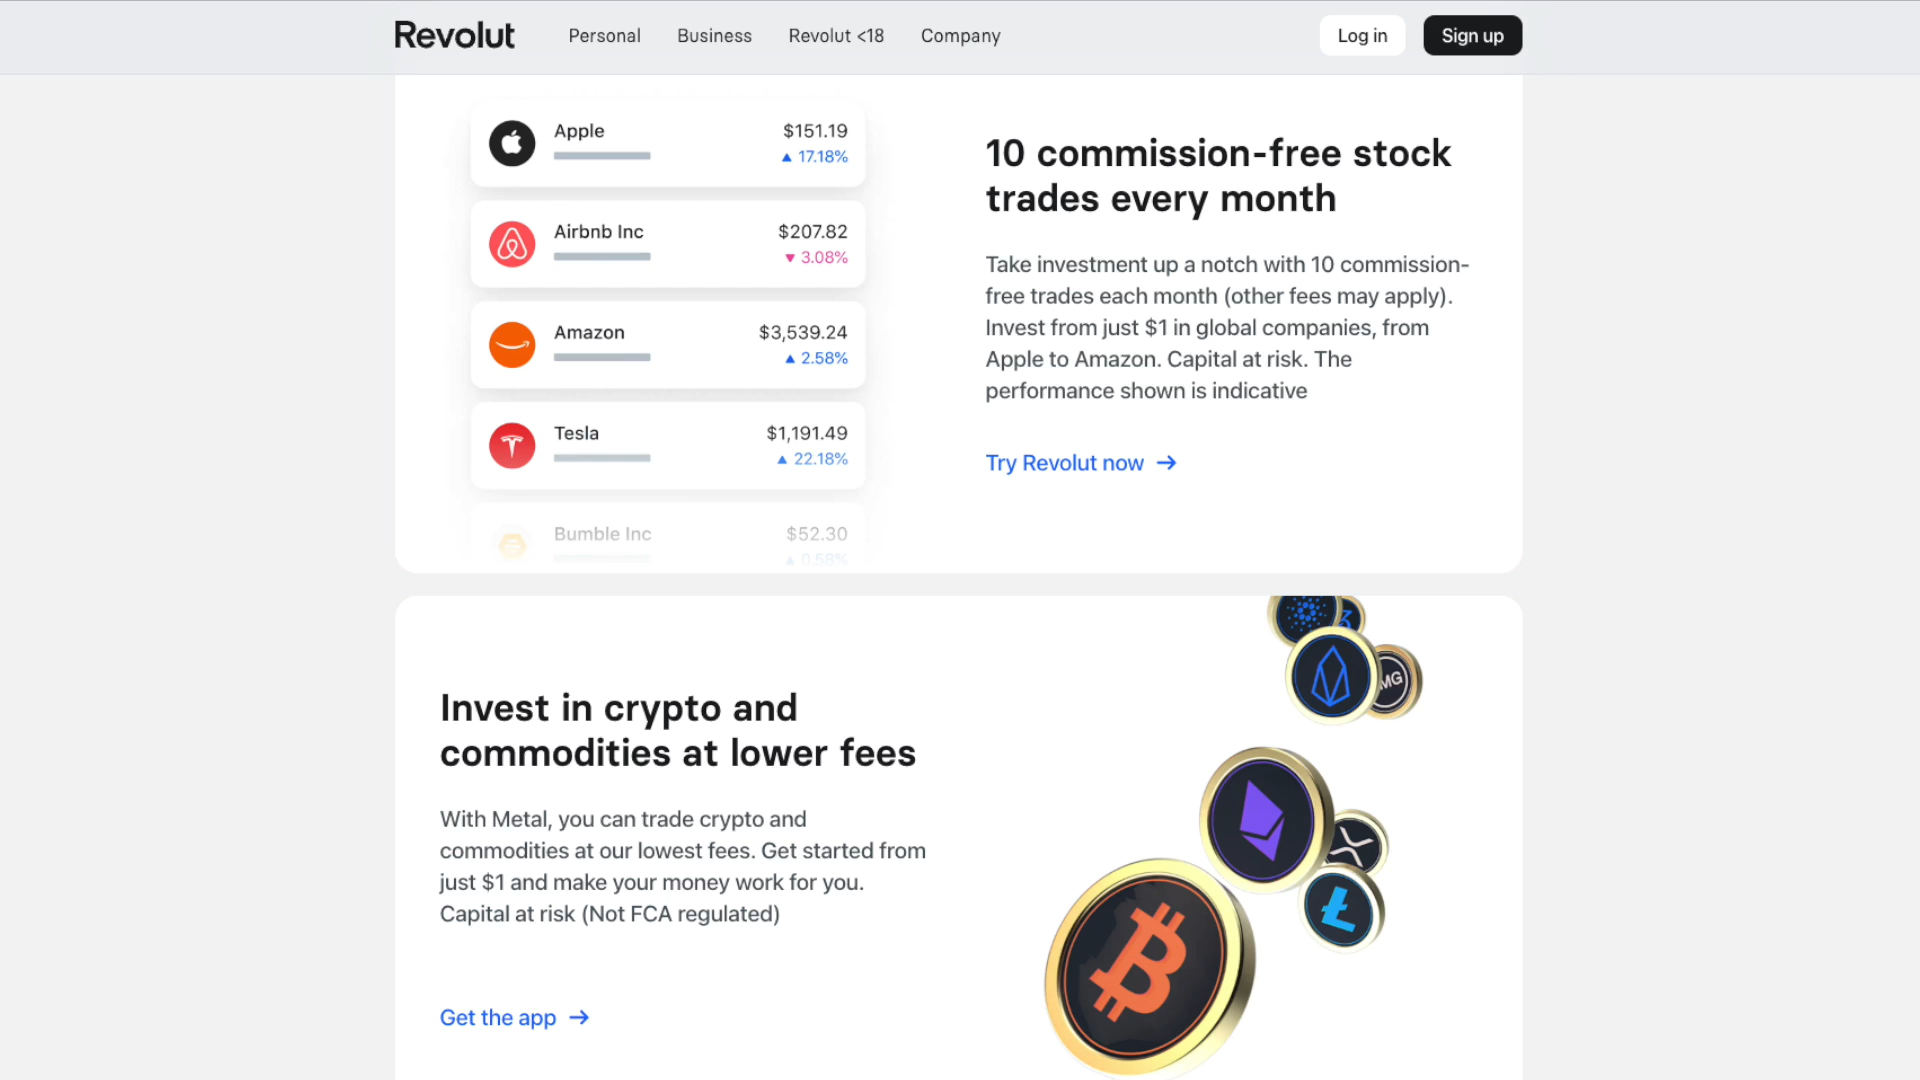 Revolut
Personal
Business
Revolut <18
Company
Log in
Sign up
Apple
$151.19
▲ 17.18%
Airbnb Inc
$207.82
▼ 3.08%
Amazon
$3,539.24
▲ 2.58%
Tesla
$1,191.49
▲ 22.18%
Bumble Inc
$52.30
▲ 0.58%
10 commission-free stock
trades every month
Take investment up a notch with 10 commission-
free trades each month (other fees may apply).
Invest from just $1 in global companies, from
Apple to Amazon. Capital at risk. The
performance shown is indicative
Try Revolut now →
Invest in crypto and
commodities at lower fees
With Metal, you can trade crypto and
commodities at our lowest fees. Get started from
just $1 and make your money work for you.
Capital at risk (Not FCA regulated)
Get the app →